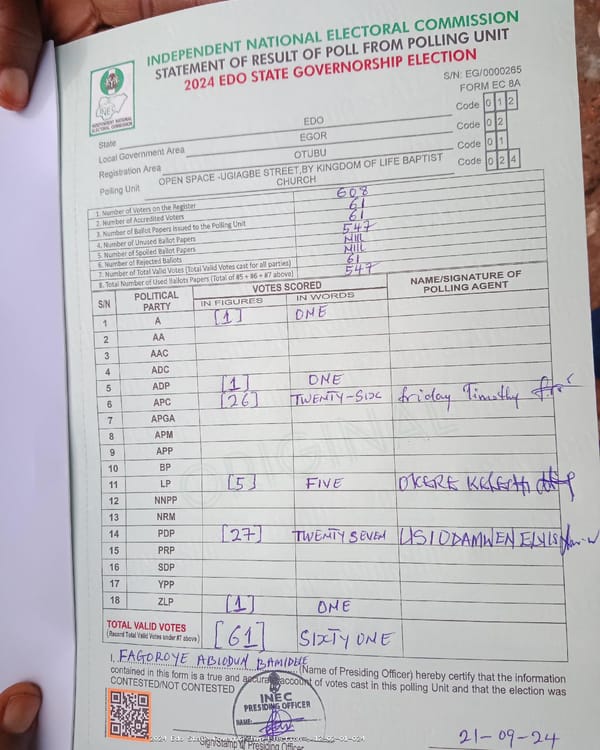 INDEPENDENT NATIONAL ELECTORAL COMMISSION
STATEMENT OF RESULT OF POLL FROM POLLING UNIT
2024 EDO STATE GOVERNORSHIP ELECTION
S/N: EG/0000265
FORM EC 8A
INEC
INDEPENDENT NATIONAL ELECTORAL COMMISSION
State EDO Code 0 1 2
Local Government Area EGOR Code 0 2
Registration Area OTUBU Code 0 1
Polling Unit OPEN SPACE -UGIAGBE STREET,BY KINGDOM OF LIFE BAPTIST CHURCH Code 0 2 4
1. Number of Voters on the Register 608
2. Number of Accredited Voters 61
3. Number of Ballot Papers Issued to the Polling Unit 61
4. Number of Unused Ballot Papers 547
5. Number of Spoiled Ballot Papers NIIL
6. Number of Rejected Ballots NIIL
7. Number of Total Valid Votes (Total Valid Votes cast for all parties) 61
8. Total Number of Used Ballots Papers (Total of #5 + #6 + #7 above) 547
S/N POLITICAL PARTY VOTES SCORED NAME/SIGNATURE OF POLLING AGENT
IN FIGURES IN WORDS
1 A [1] ONE
2 AA
3 AAC
4 ADC
5 ADP [1] ONE
6 APC [26] TWENTY-SIX friday Timothy
7 APGA
8 APM
9 APP
10 BP
11 LP [5] FIVE OKERE
12 NNPP
13 NRM
14 PDP [27] TWENTY SEVEN
15 PRP
16 SDP
17 YPP
18 ZLP [1] ONE
TOTAL VALID VOTES [61] SIXTY ONE
(Record Total Valid Votes under #7 above)
ORIGINAL
I, FAGOROYE ABIODUN BAMIDELE (Name of Presiding Officer) hereby certify that the information
contained in this form is a true and accurate account of votes cast in this polling Unit and that the election was
CONTESTED/NOT CONTESTED
INEC
PRESIDING OFFICER
NAME:
Sign/Stamp of Presiding Officer
21-09-24